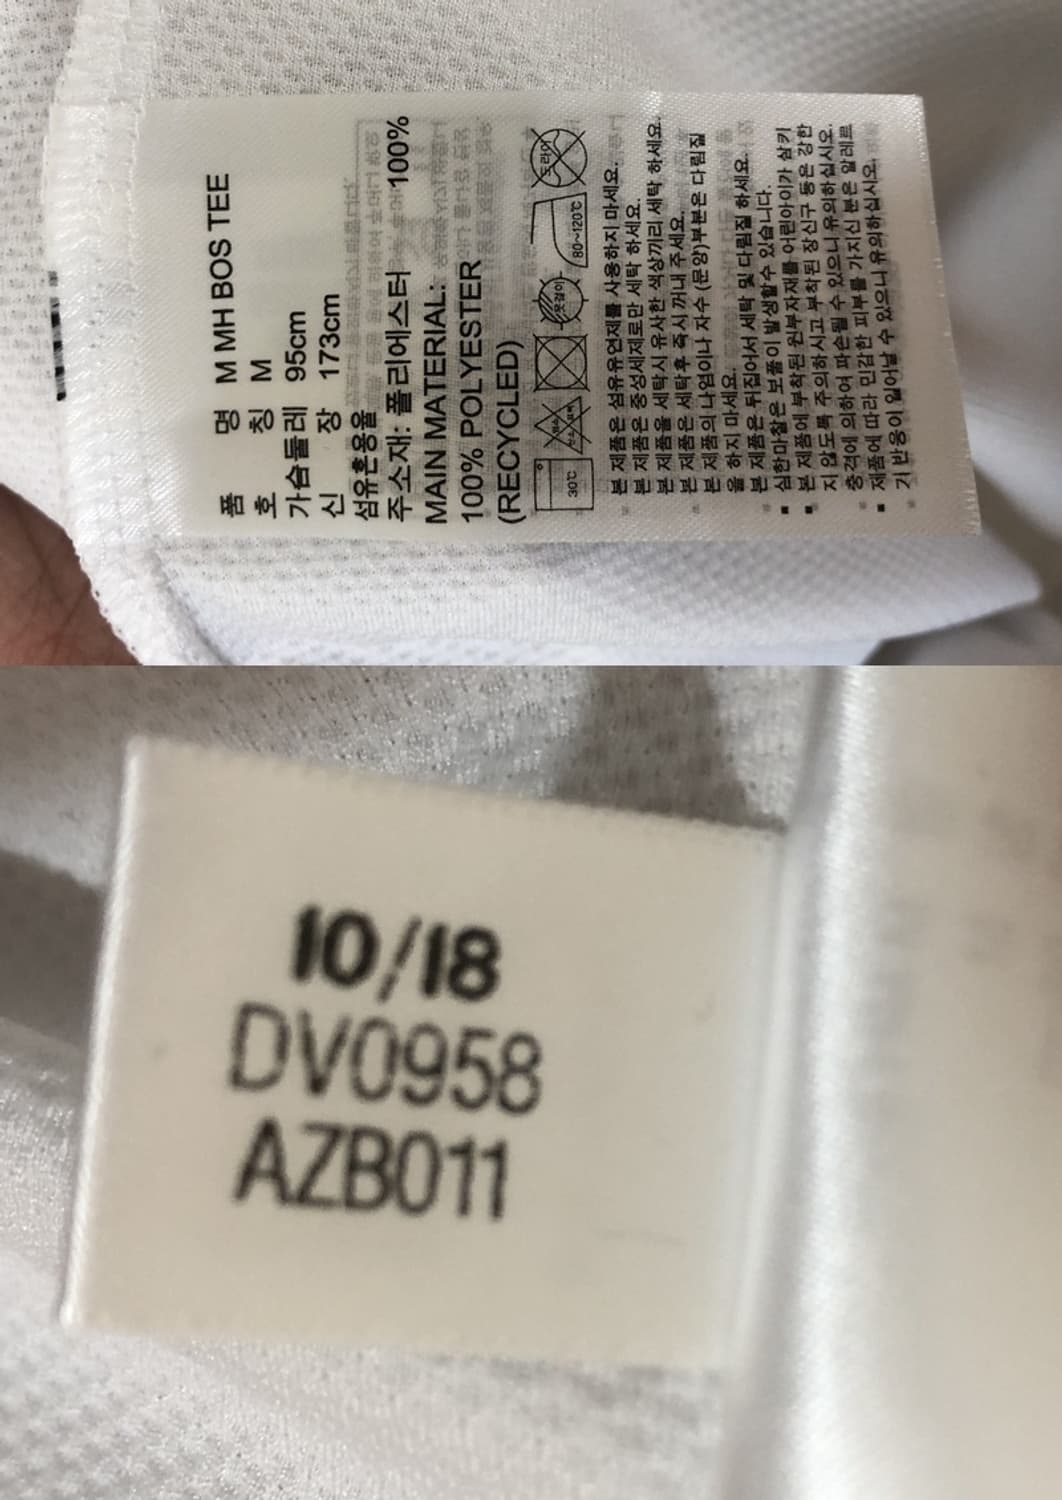 품 명 M MH BOS TEE
호 칭 M
가슴둘레 95cm
신 장 173cm
섬유혼용율
주소재: 폴리에스터 100%
MAIN MATERIAL:
100% POLYESTER
(RECYCLED)
30℃ 80~120℃ 드라이
본 제품은 섬유유연제를 사용하지 마세요.
본 제품은 중성세제로만 세탁 하세요.
본 제품을 세탁시 유사한 색상끼리 세탁 하세요.
본 제품은 세탁후 즉시 꺼내 주세요.
본 제품의 나염이나 자수 (문양)부분은 다림질
을 하지 마세요.
본 제품은 뒤집어서 세탁 및 다림질 하세요.
■ 심한마찰은 보풀이 발생할수 있습니다.
■ 본 제품에 부착된 원부자재를 어린아이가 삼키
지 않도록 주의하시고 부착된 장신구 등은 강한
충격에 의하여 파손될 수 있으니 유의하십시오.
■ 제품에 따라 민감한 피부를 가지신 분은 알레르
기 반응이 일어날 수 있으니 유의하십시오.
10/18
DV0958
AZB011